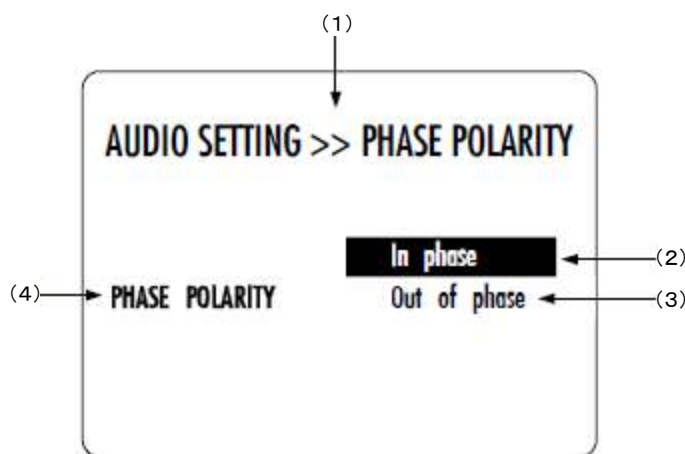 (1)
AUDIO SETTING >> PHASE POLARITY
In phase
(2)
(4)
PHASE POLARITY
Out of phase
(3)